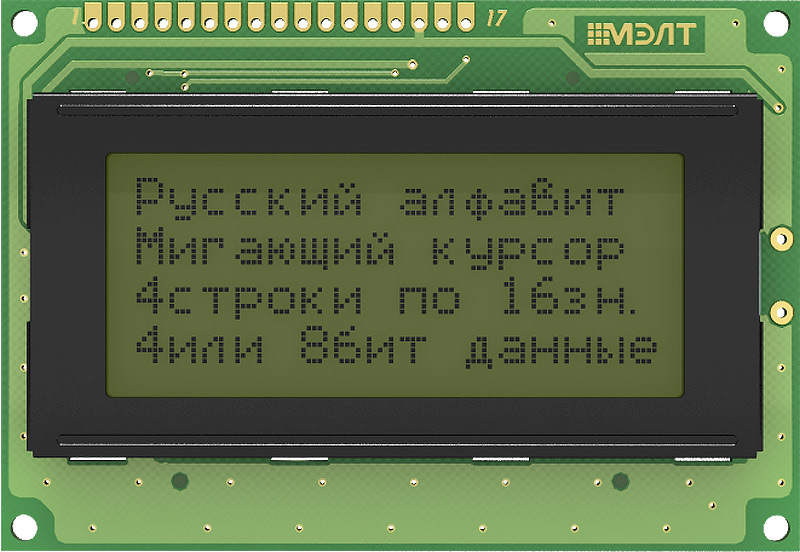 1
17
МЭЛТ
Русский алфавит
Мигающий курсор
4строки по 16зн.
4или 8бит данные